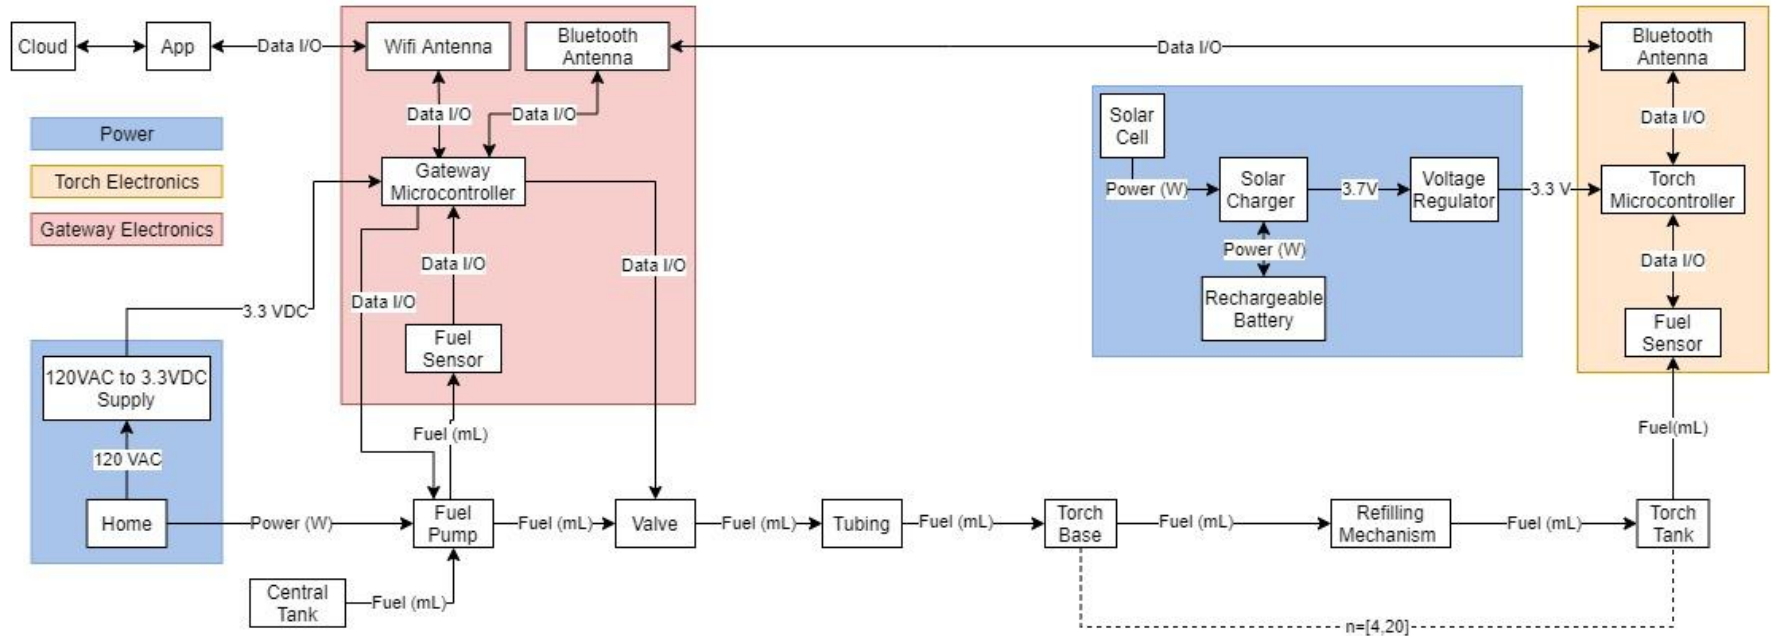 Cloud
App
Data I/O
Wifi Antenna
Bluetooth
Antenna
Data I/O
Bluetooth
Antenna
Power
Torch Electronics
Gateway Electronics
Data I/O
Data I/O
Gateway
Microcontroller
Data I/O
Data I/O
Data I/O
3.3 VDC
Fuel
Sensor
Solar
Cell
Power (W)
Solar
Charger
3.7V
Voltage
Regulator
3.3 V
Power (W)
Rechargeable
Battery
Data I/O
Torch
Microcontroller
Data I/O
Fuel
Sensor
120VAC to 3.3VDC
Supply
120 VAC
Fuel (mL)
Fuel(mL)
Home
Power (W)
Fuel
Pump
Fuel (mL)
Valve
Fuel (mL)
Tubing
Fuel (mL)
Torch
Base
Fuel (mL)
Refilling
Mechanism
Fuel (mL)
Torch
Tank
Central
Tank
Fuel (mL)
n=[4,20]